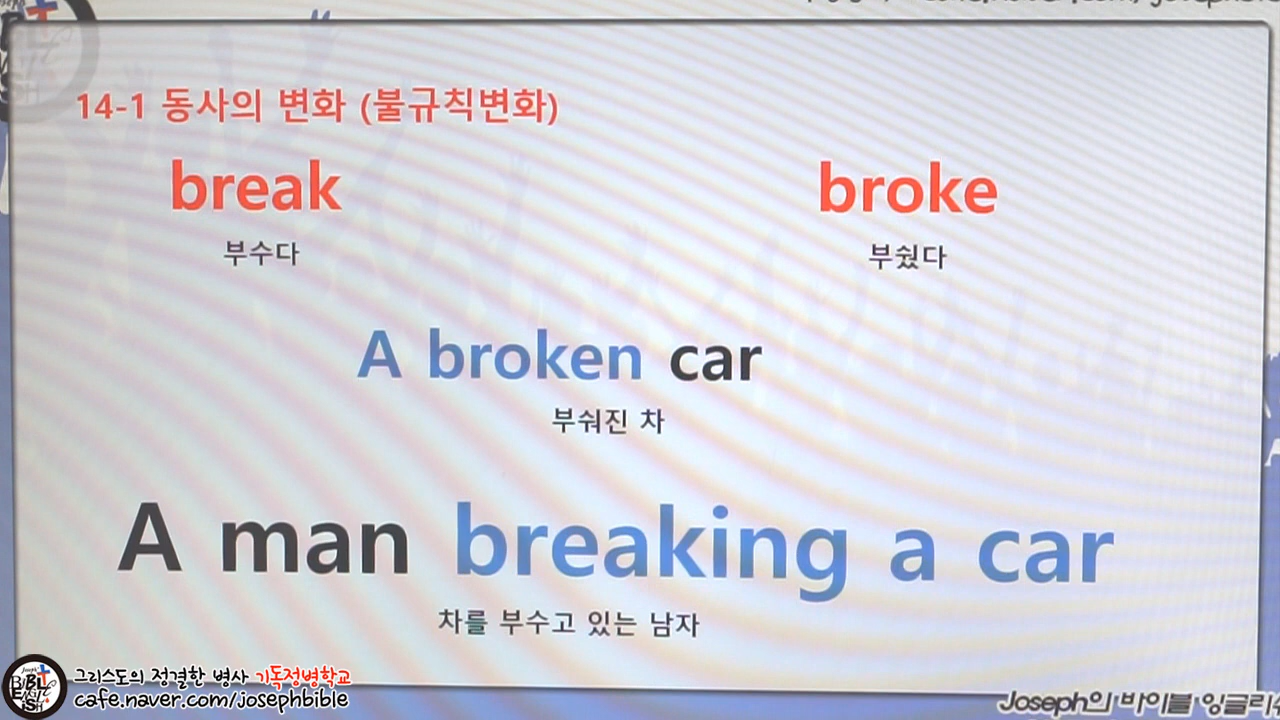 14-1 동사의 변화 (불규칙변화)
break
broke
부수다
부쉈다
A broken car
부숴진 차
A man breaking a car
차를 부수고 있는 남자
그리스도의 정결한 병사 기독정병학교
cafe.naver.com/josephbible
Joseph의 바이블 잉글리쉬